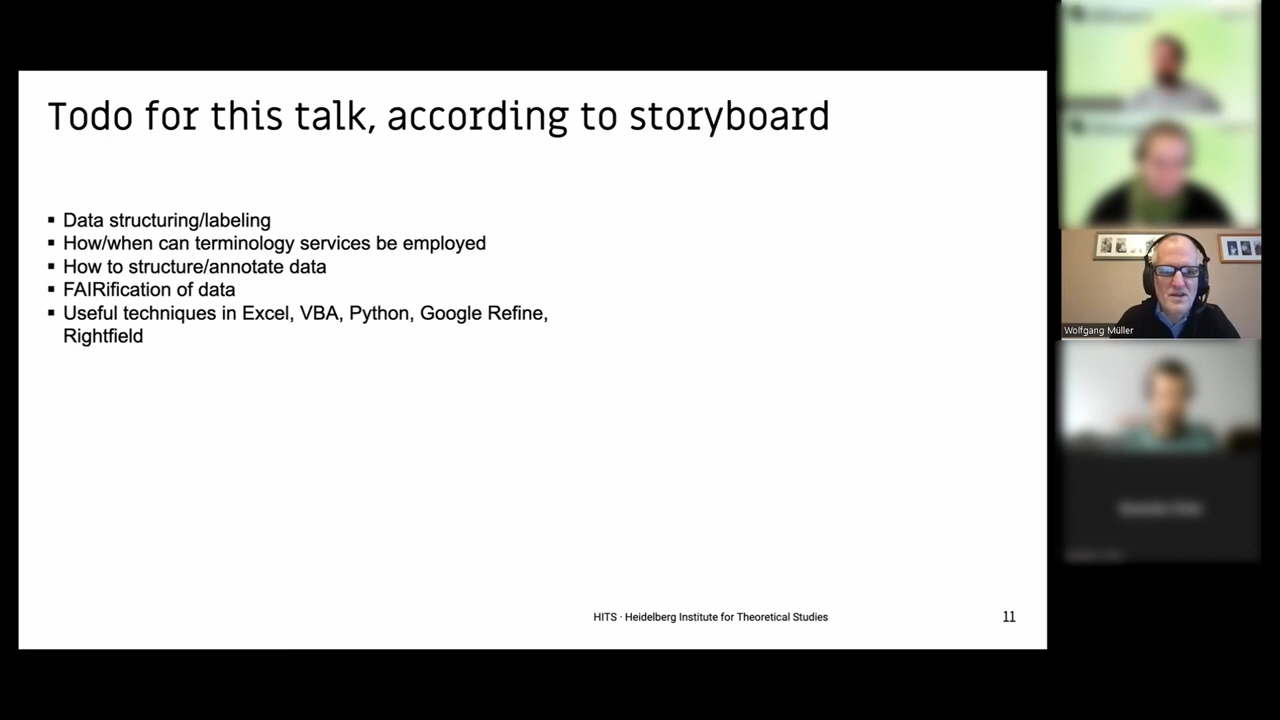 Todo for this talk, according to storyboard
▪ Data structuring/labeling
▪ How/when can terminology services be employed
▪ How to structure/annotate data
▪ FAIRification of data
▪ Useful techniques in Excel, VBA, Python, Google Refine,
Rightfield
HITS · Heidelberg Institute for Theoretical Studies
11
Wolfgang Müller